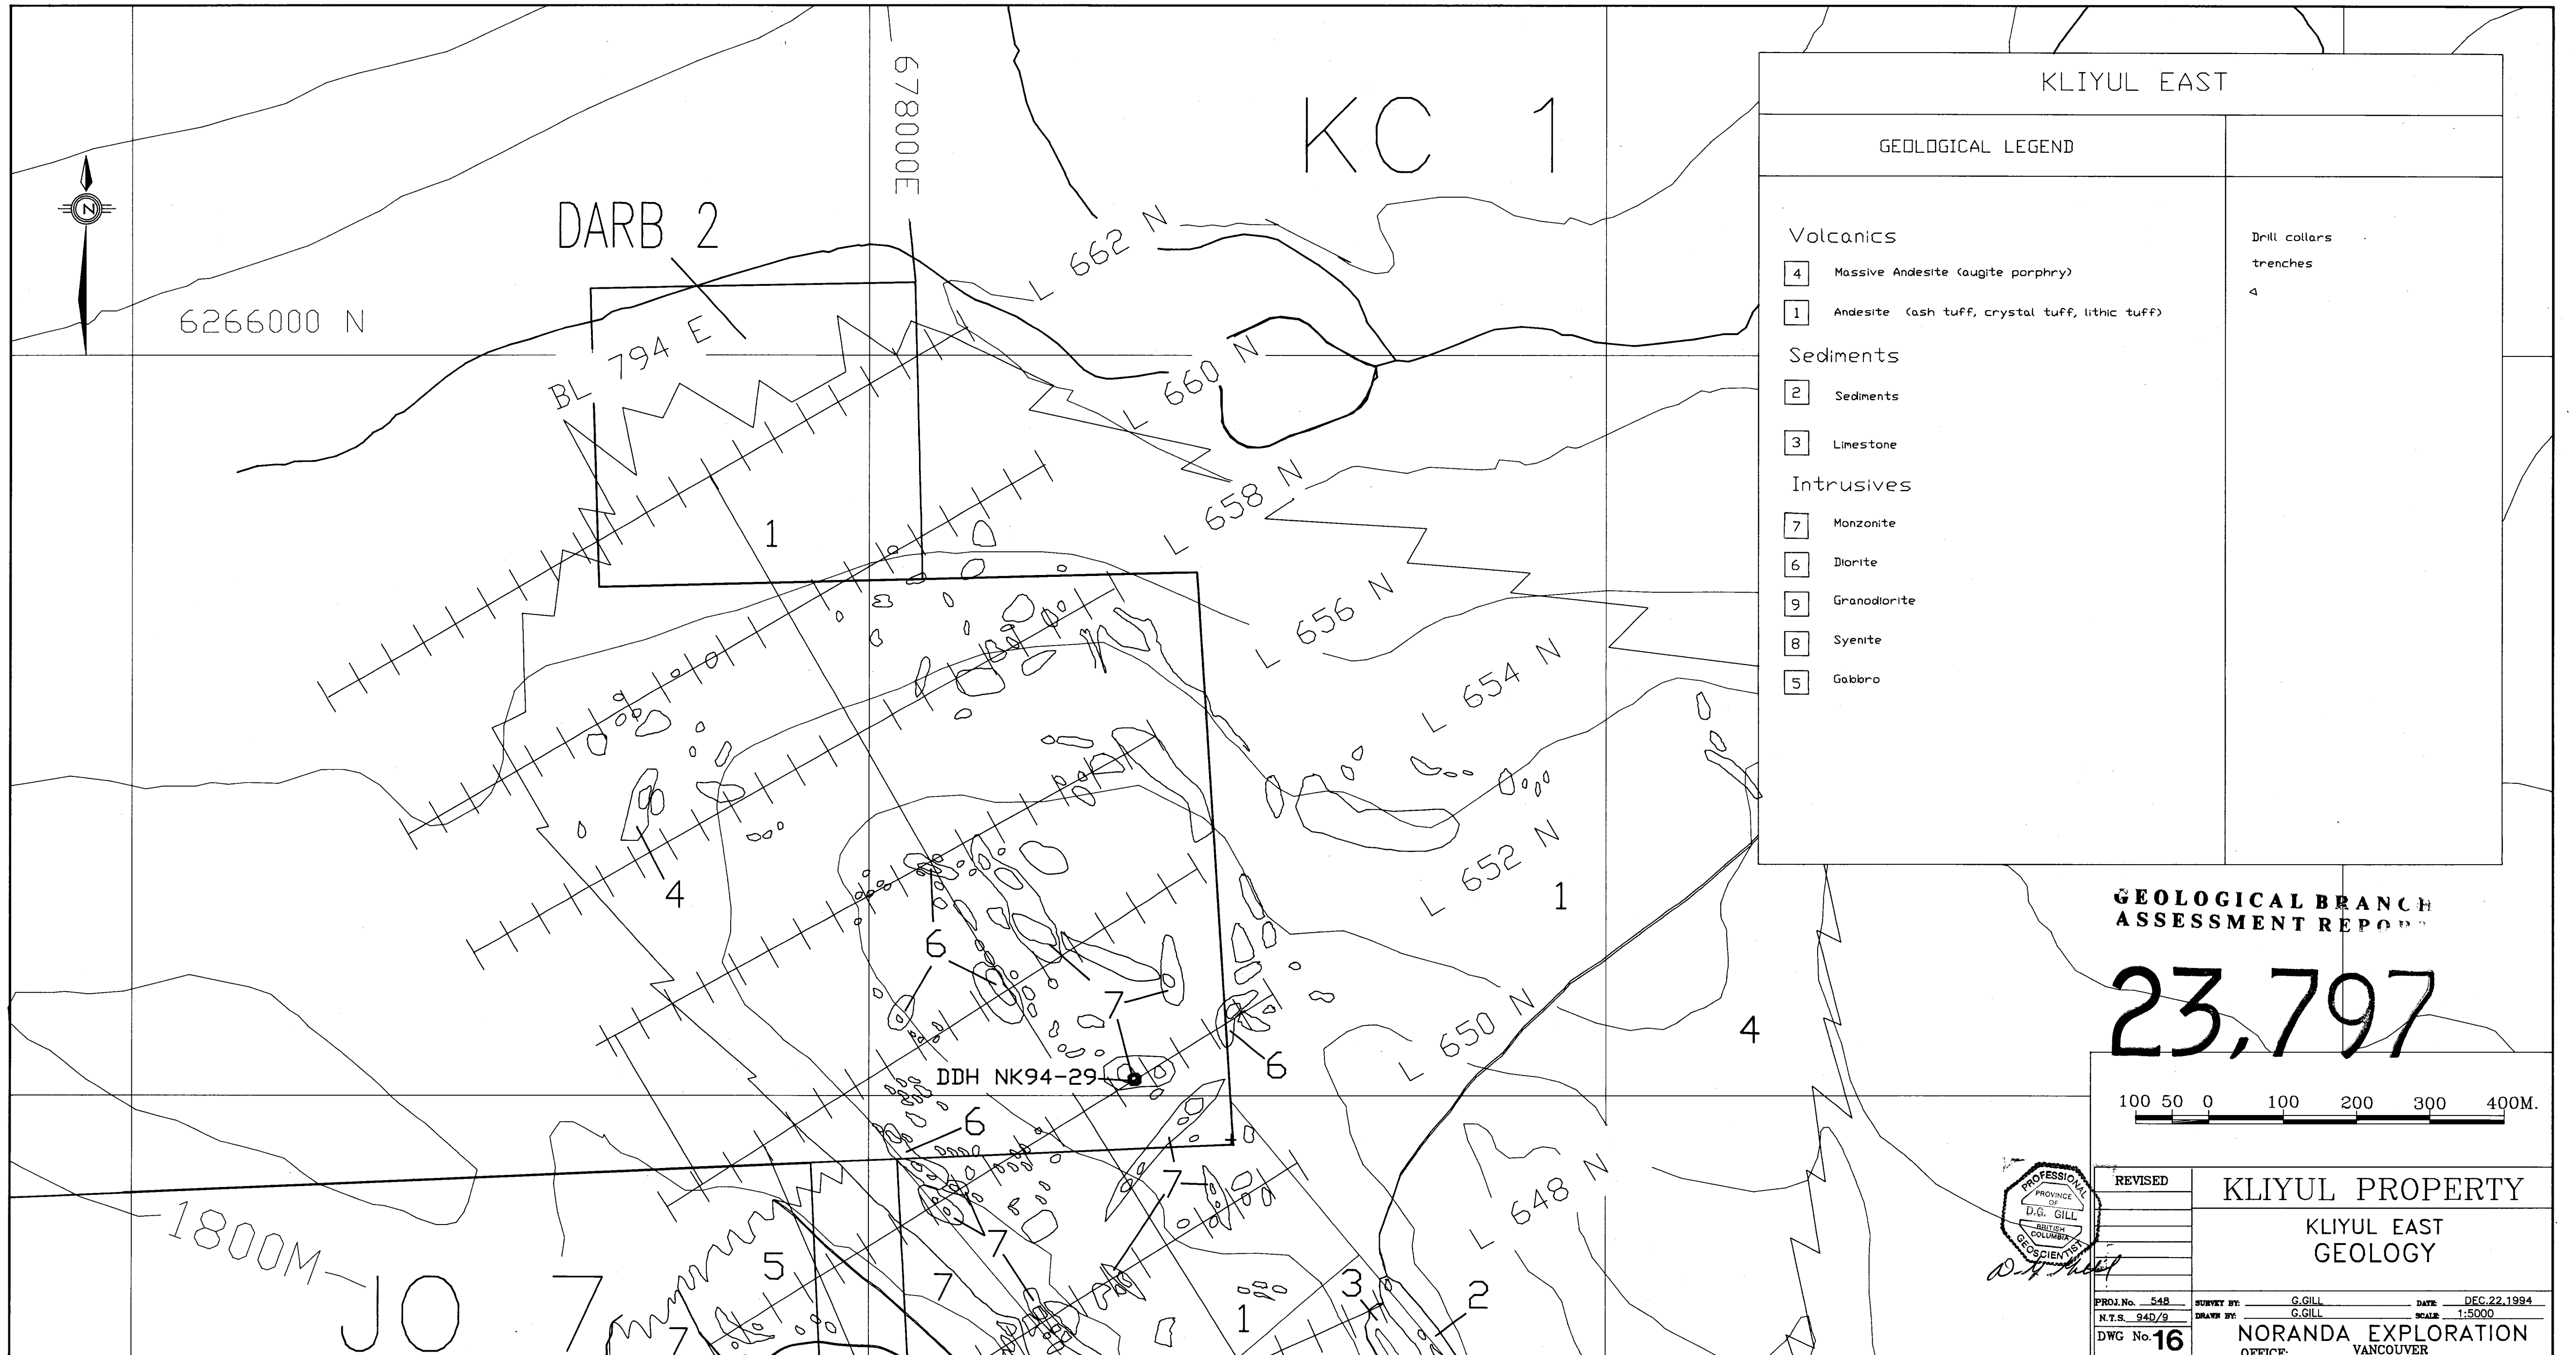 678000E
KC 1
DARB 2
6266000 N
BL 794 E
L 662 N
L 660 N
L 658 N
L 656 N
L 654 N
L 652 N
L 650 N
L 648 N
1
4
6
7
7
6
DDH NK94-29
6
1
4
7
7
5
7
7
1
3
2
1800M
JO 7
KLIYUL EAST
GEOLOGICAL LEGEND
Volcanics
4 Massive Andesite (augite porphry)
1 Andesite (ash tuff, crystal tuff, lithic tuff)
Sediments
2 Sediments
3 Limestone
Intrusives
7 Monzonite
6 Diorite
9 Granodiorite
8 Syenite
5 Gabbro
Drill collars
trenches
GEOLOGICAL BRANCH
ASSESSMENT REPORT
23,797
100 50 0 100 200 300 400M.
PROFESSIONAL
PROVINCE
OF
D.G. GILL
BRITISH
COLUMBIA
GEOSCIENTIST
REVISED
KLIYUL PROPERTY
KLIYUL EAST
GEOLOGY
PROJ. No. 548
SURVEY BY: G.GILL
DATE: DEC.22,1994
N.T.S. 94D/9
DRAWN BY: G.GILL
SCALE: 1:5000
DWG No. 16
NORANDA EXPLORATION
OFFICE: VANCOUVER